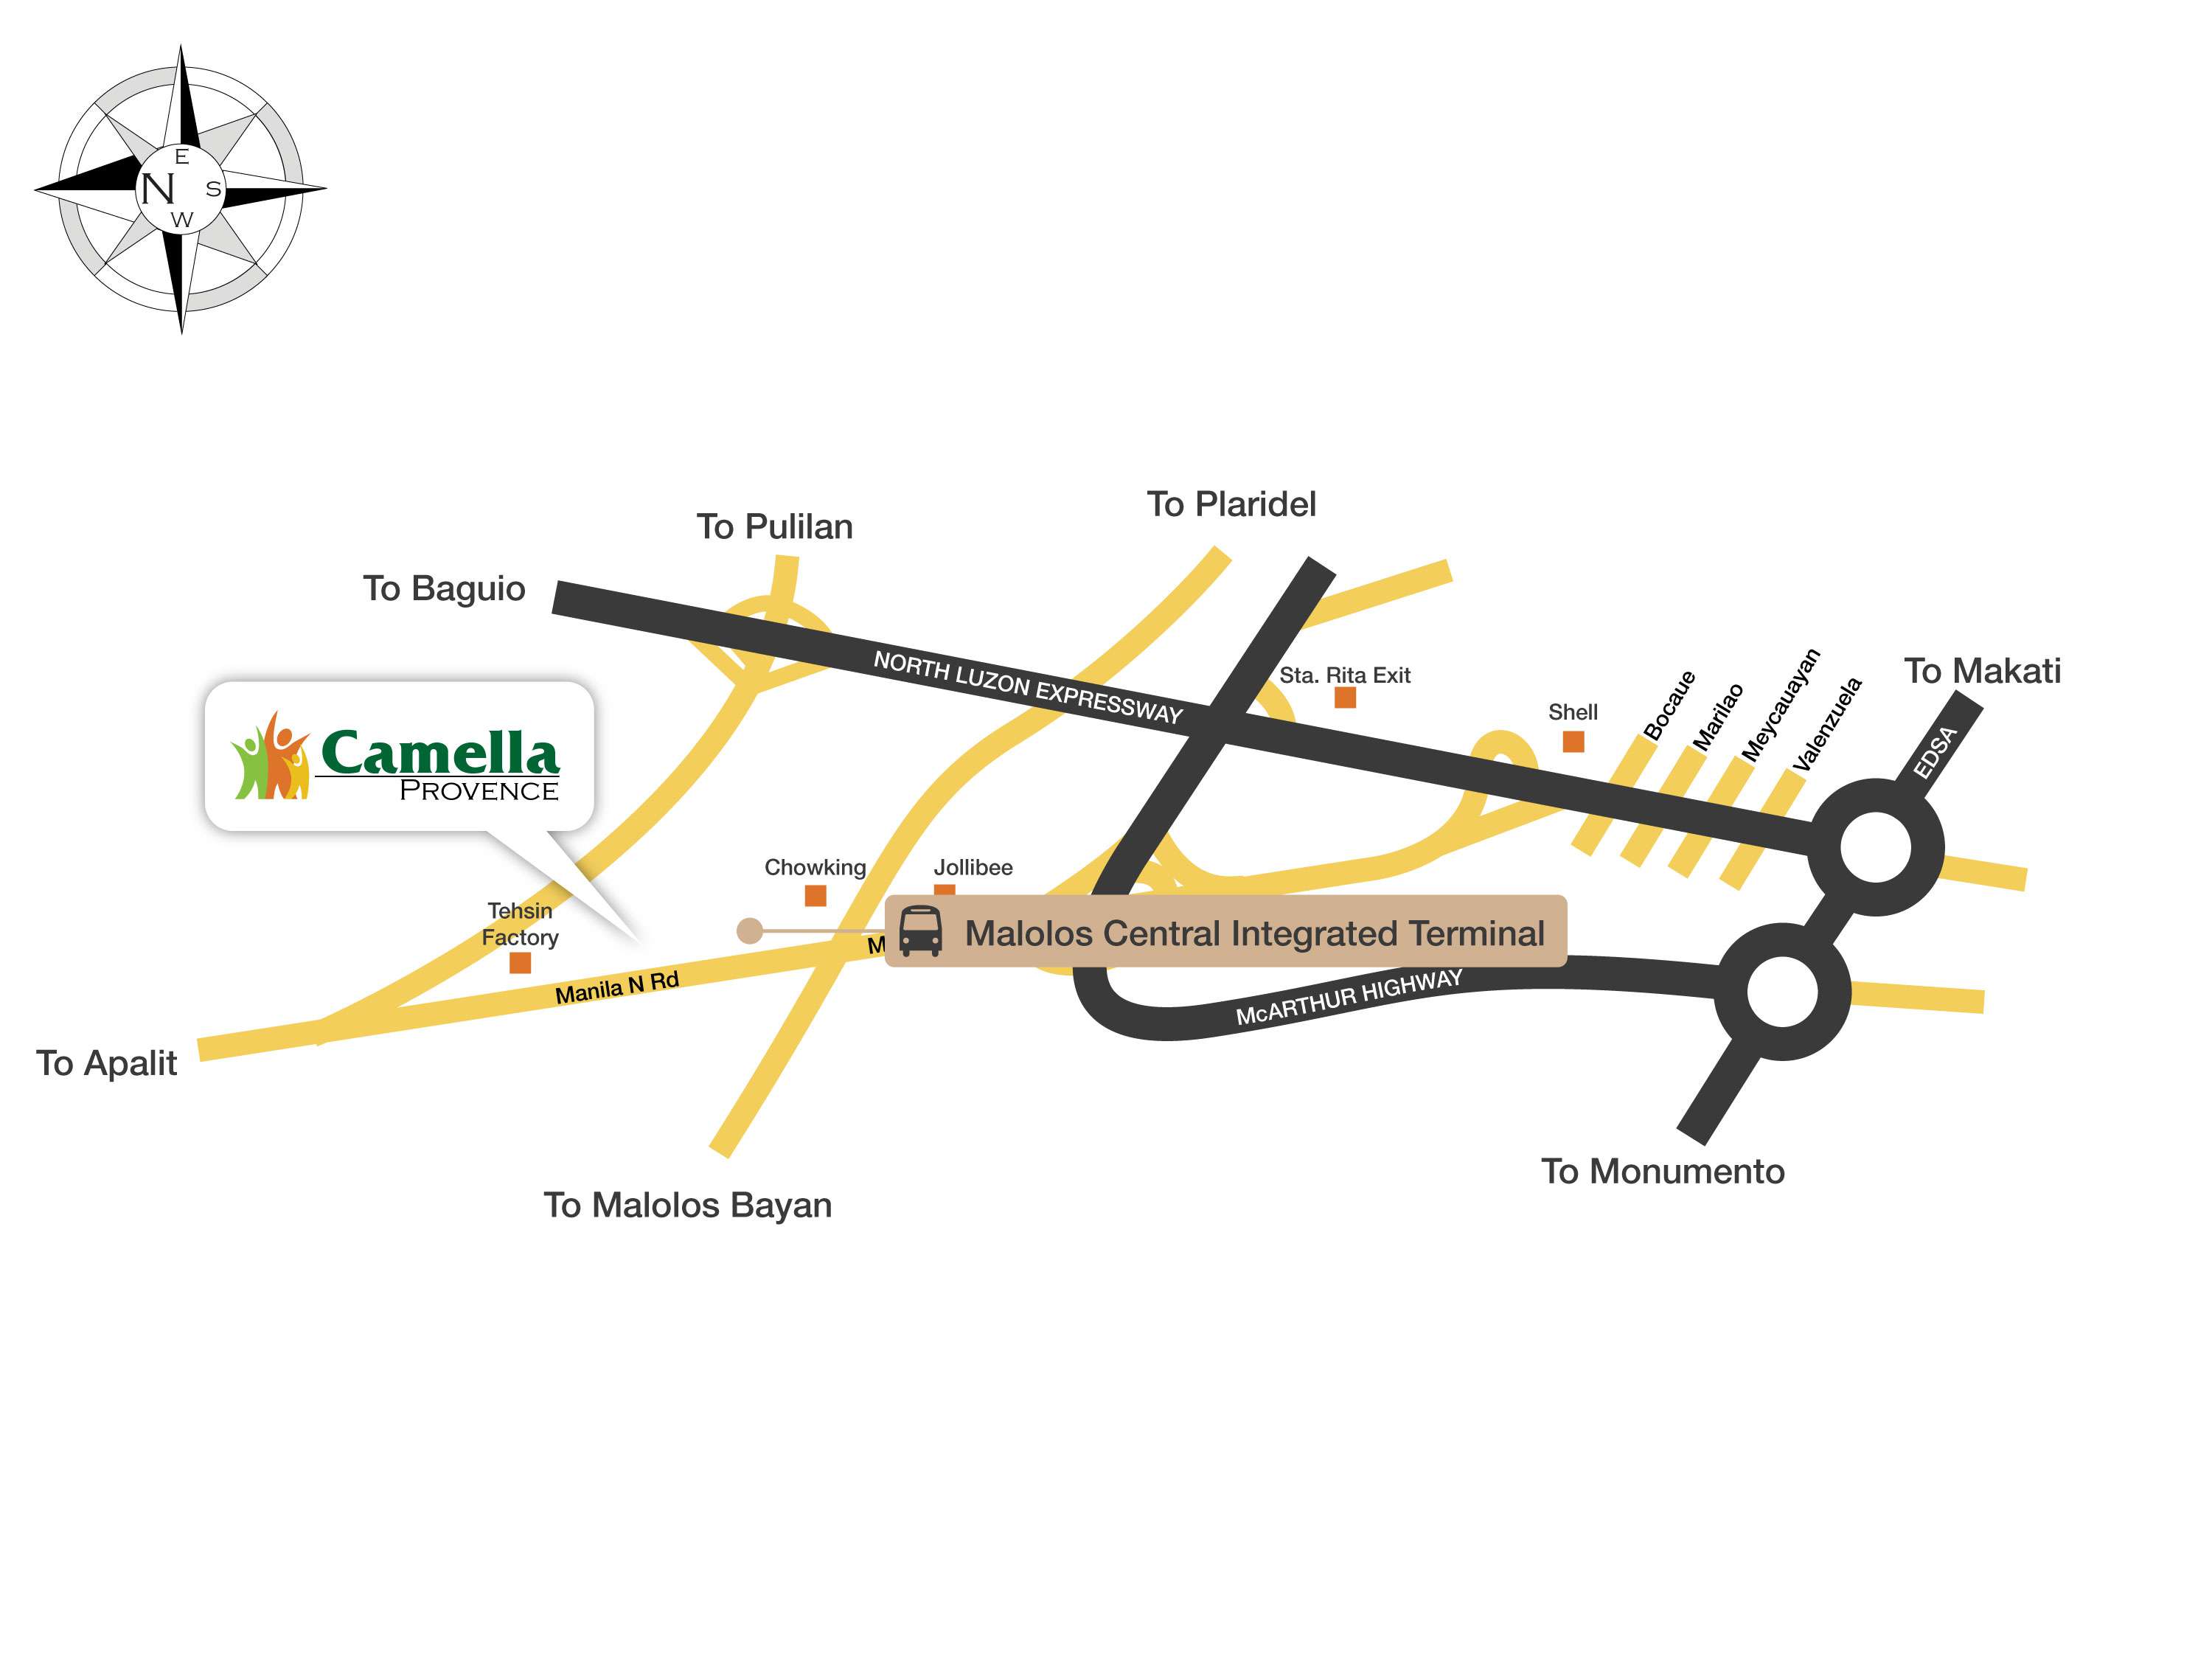 E
N S
W
To Plaridel
To Pulilan
To Baguio
NORTH LUZON EXPRESSWAY
Sta. Rita Exit
Shell
Bocaue
Marilao
Meycauayan
Valenzuela
To Makati
EDSA
Camella
PROVENCE
Chowking
Jollibee
Tehsin
Factory
Malolos Central Integrated Terminal
Manila N Rd
McARTHUR HIGHWAY
To Apalit
To Monumento
To Malolos Bayan